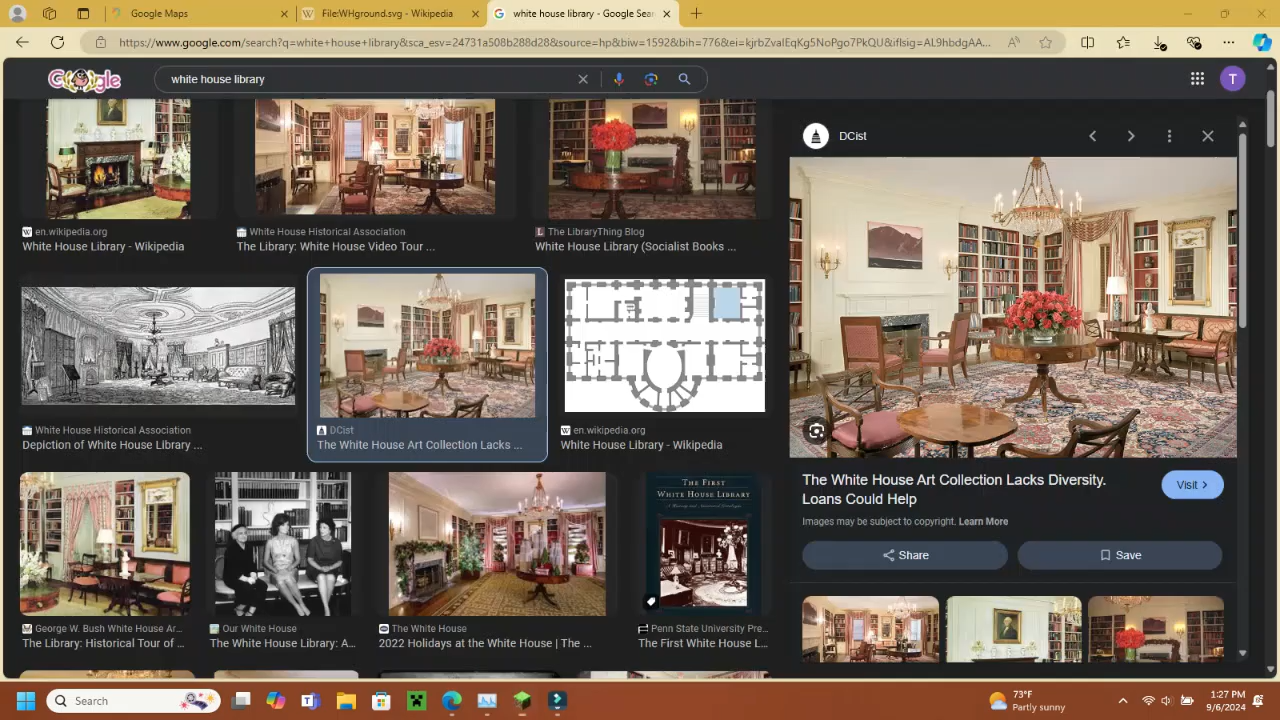 Google Maps
File:WHground.svg - Wikipedia
white house library - Google Sear
https://www.google.com/search?q=white+house+library&sca_esv=24731a508b288d28&source=hp&biw=1592&bih=776&ei=kjrbZvalEqKg5NoPgo7PkQU&iflsig=AL9hbdgAA...
Google
white house library
T
en.wikipedia.org
White House Library - Wikipedia
White House Historical Association
The Library: White House Video Tour ...
The LibraryThing Blog
White House Library (Socialist Books ...
DCist
White House Historical Association
Depiction of White House Library ...
DCist
The White House Art Collection Lacks ...
en.wikipedia.org
White House Library - Wikipedia
The White House Art Collection Lacks Diversity.
Loans Could Help
Visit
Images may be subject to copyright. Learn More
Share
Save
THE FIRST
WHITE HOUSE LIBRARY
George W. Bush White House Ar...
The Library: Historical Tour of ...
Our White House
The White House Library: A...
The White House
2022 Holidays at the White House | The ...
Penn State University Pre...
The First White House L...
Search
73°F
Partly sunny
1:27 PM
9/6/2024